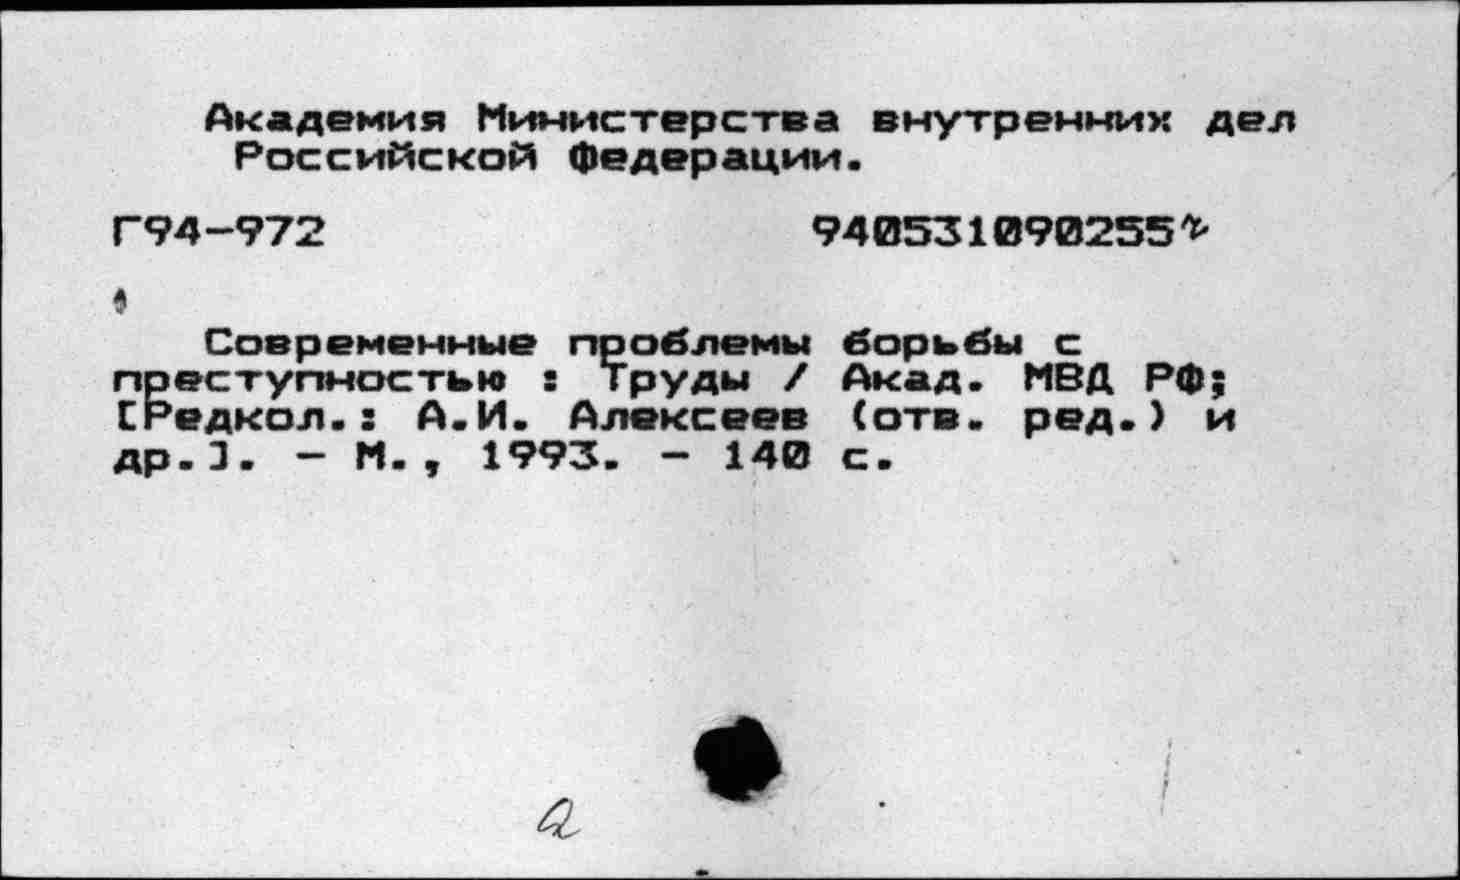 Академия Министерства внутренних дел
Российской Федерации.
Г94-972 940531090255
Современные проблемы борьбы с
преступностью : Труды / Акад. МВД РФ;
[Редкол.: А.И. Алексеев (отв. ред.) и
др.]. - М., 1993. - 140 с.